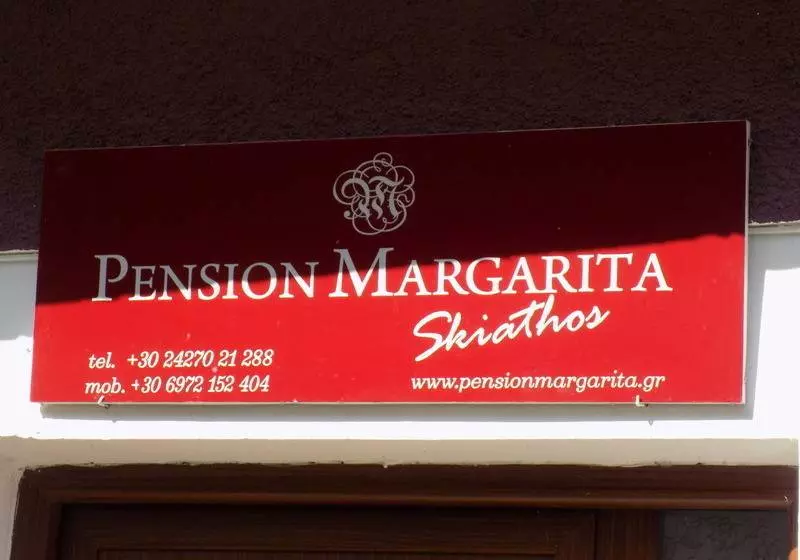 PENSION MARGARITA
Skiathos
tel. +30 24270 21 288
mob. +30 6972 152 404
www.pensionmargarita.gr